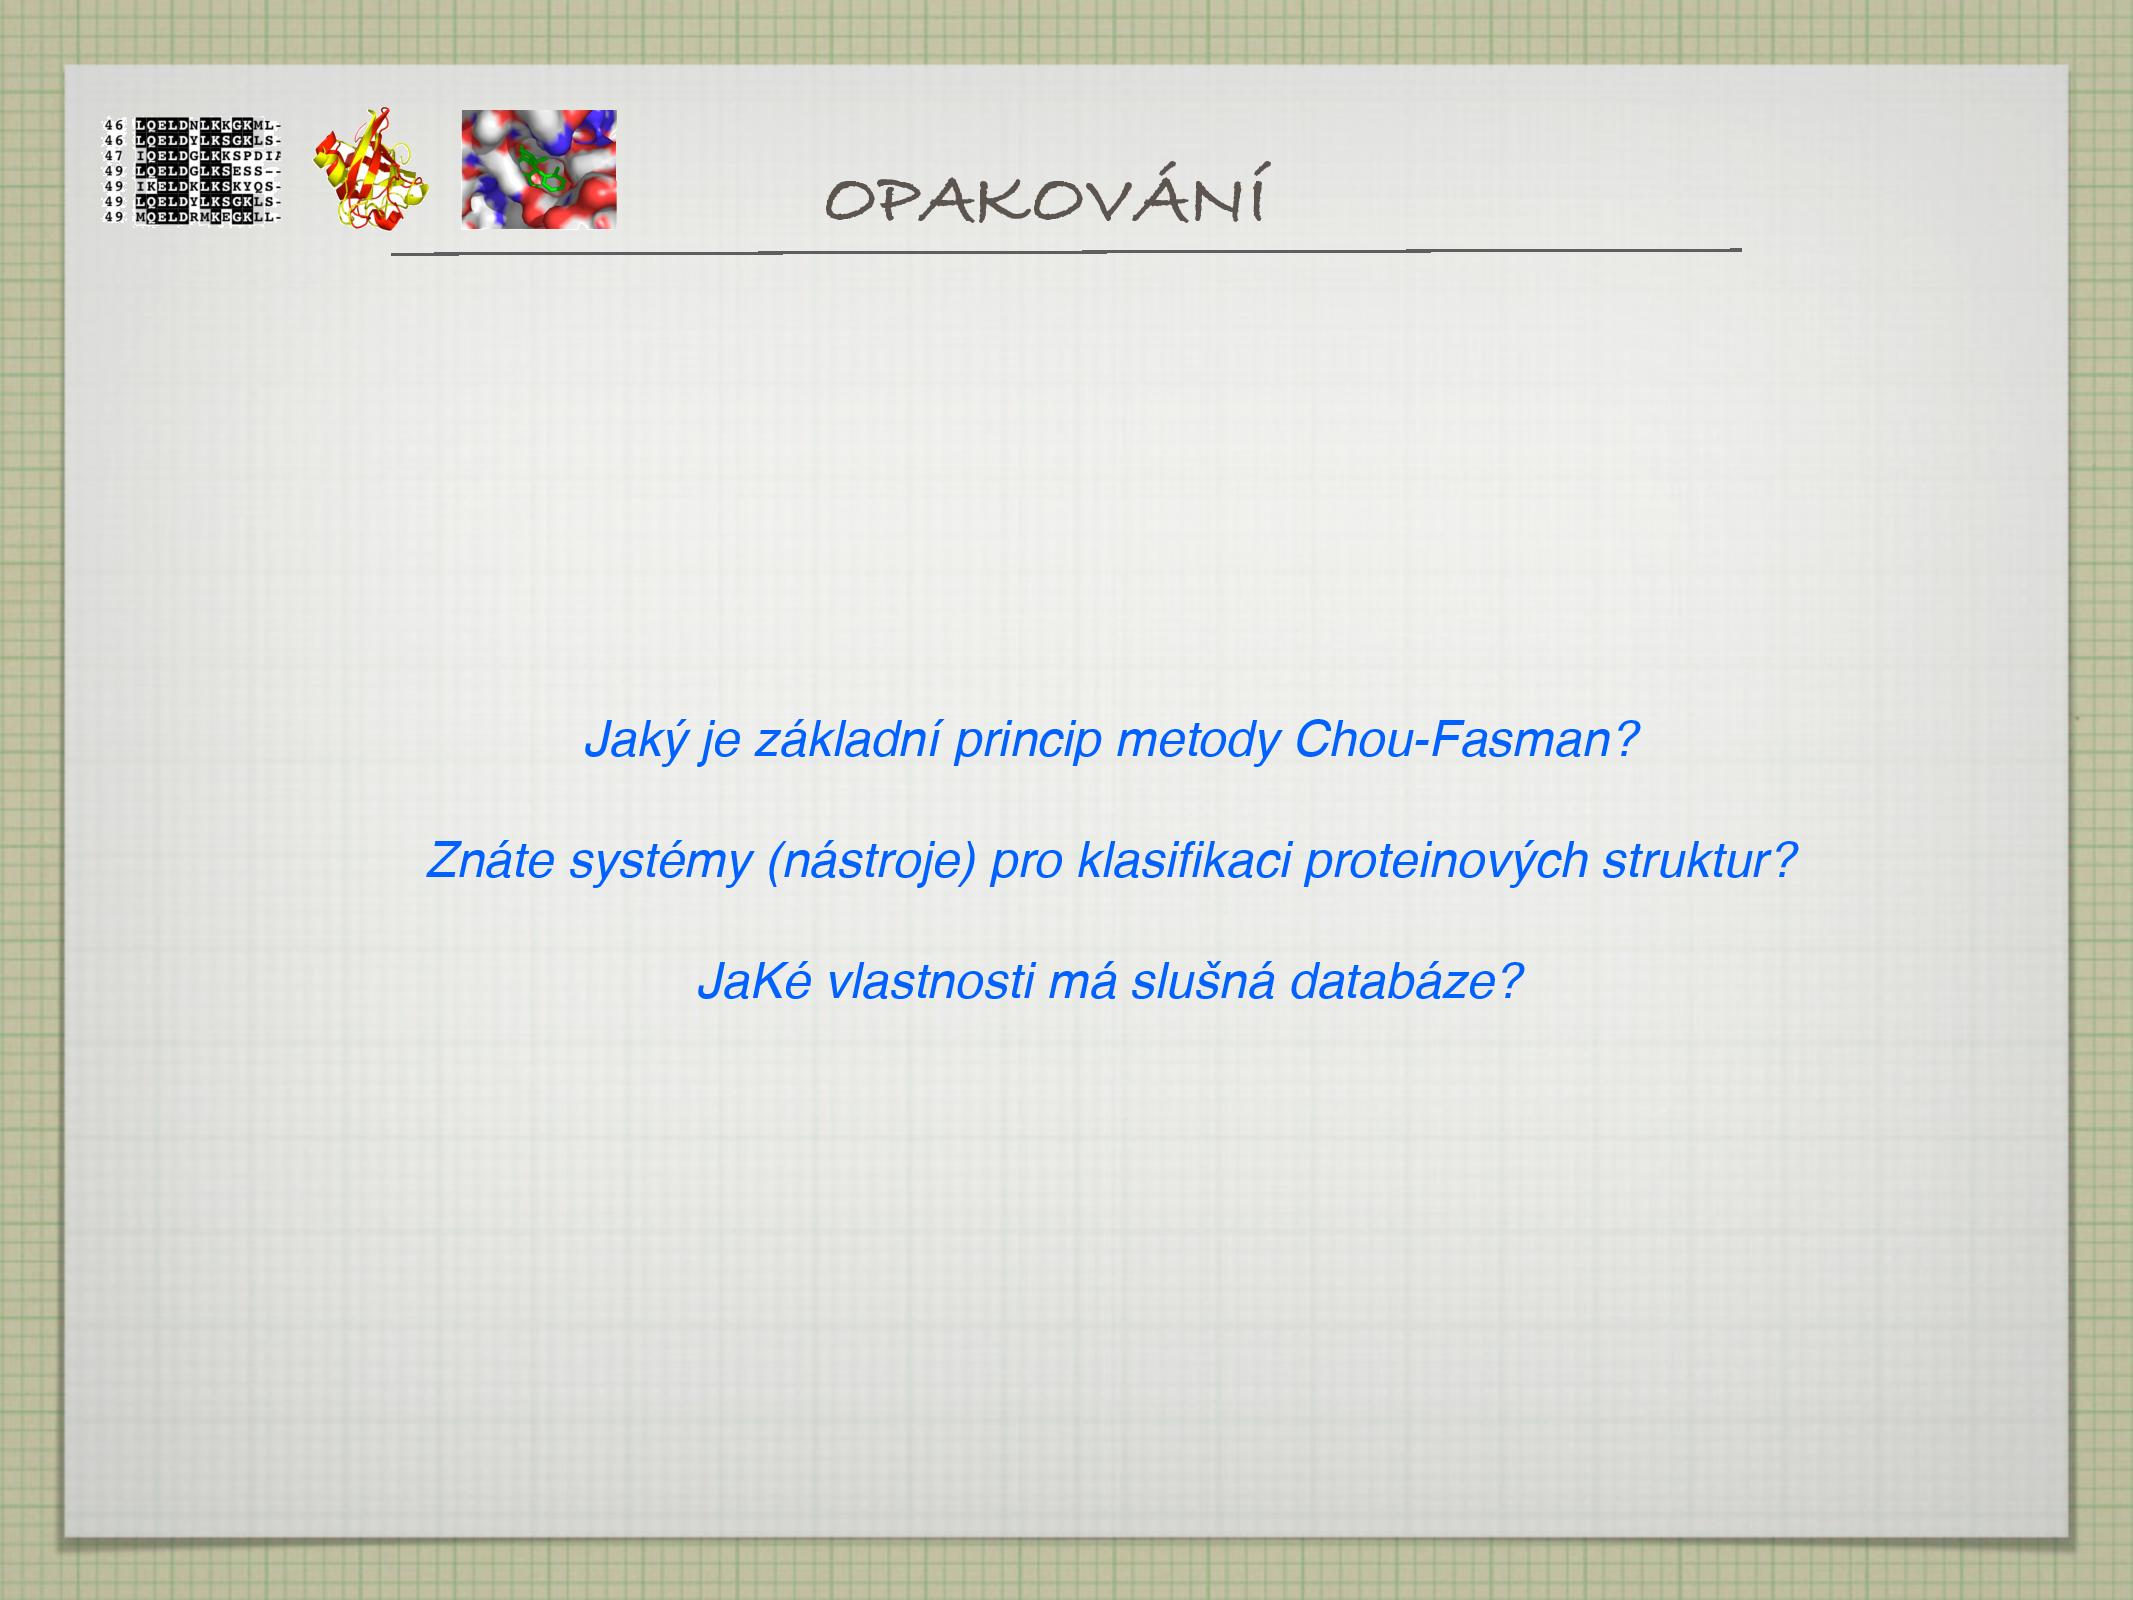 46 LQELDNLKKGKML-
46 LQELDYLKSGKLS-
47 IQELDGLKKSPDIA
49 LQELDGLKSESS--
49 IKELDKLKSKYQS-
49 LQELDYLKSGKLS-
49 MQELDRMKEGKLL-
OPAKOVÁNÍ
Jaký je základní princip metody Chou-Fasman?
Znáte systémy (nástroje) pro klasifikaci proteinových struktur?
JaKé vlastnosti má slušná databáze?